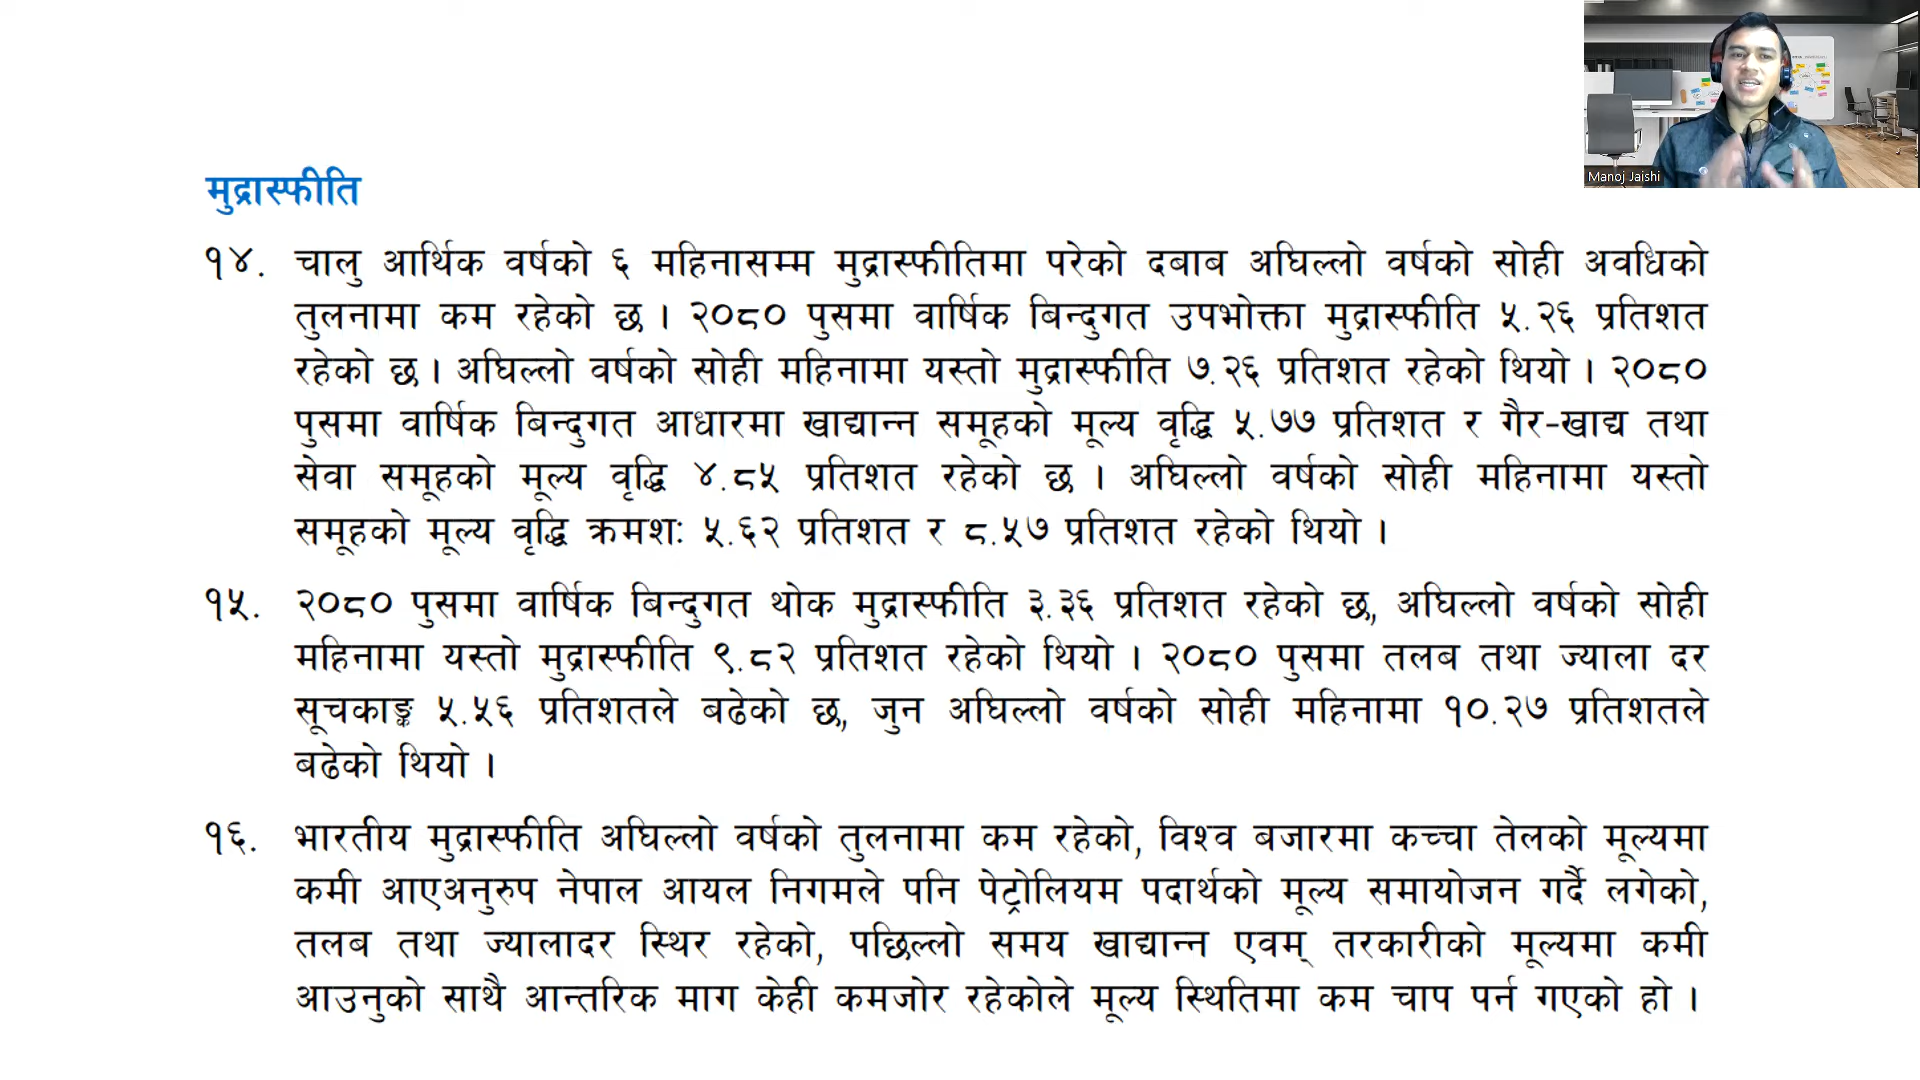 Manoj Jaishi
मुद्रास्फीति
१४. चालु आर्थिक वर्षको ६ महिनासम्म मुद्रास्फीतिमा परेको दबाब अघिल्लो वर्षको सोही अवधिको
तुलनामा कम रहेको छ । २०८० पुसमा वार्षिक बिन्दुगत उपभोक्ता मुद्रास्फीति ५.२६ प्रतिशत
रहेको छ । अघिल्लो वर्षको सोही महिनामा यस्तो मुद्रास्फीति ७.२६ प्रतिशत रहेको थियो । २०८०
पुसमा वार्षिक बिन्दुगत आधारमा खाद्यान्न समूहको मूल्य वृद्धि ५.७७ प्रतिशत र गैर-खाद्य तथा
सेवा समूहको मूल्य वृद्धि ४.८५ प्रतिशत रहेको छ । अघिल्लो वर्षको सोही महिनामा यस्तो
समूहको मूल्य वृद्धि क्रमशः ५.६२ प्रतिशत र ८.५७ प्रतिशत रहेको थियो ।
१५. २०८० पुसमा वार्षिक बिन्दुगत थोक मुद्रास्फीति ३.३६ प्रतिशत रहेको छ, अघिल्लो वर्षको सोही
महिनामा यस्तो मुद्रास्फीति ९.८२ प्रतिशत रहेको थियो । २०८० पुसमा तलब तथा ज्याला दर
सूचकाङ्क ५.५६ प्रतिशतले बढेको छ, जुन अघिल्लो वर्षको सोही महिनामा १०.२७ प्रतिशतले
बढेको थियो ।
१६. भारतीय मुद्रास्फीति अघिल्लो वर्षको तुलनामा कम रहेको, विश्व बजारमा कच्चा तेलको मूल्यमा
कमी आएअनुरुप नेपाल आयल निगमले पनि पेट्रोलियम पदार्थको मूल्य समायोजन गर्दै लगेको,
तलब तथा ज्यालादर स्थिर रहेको, पछिल्लो समय खाद्यान्न एवम् तरकारीको मूल्यमा कमी
आउनुको साथै आन्तरिक माग केही कमजोर रहेकोले मूल्य स्थितिमा कम चाप पर्न गएको हो ।